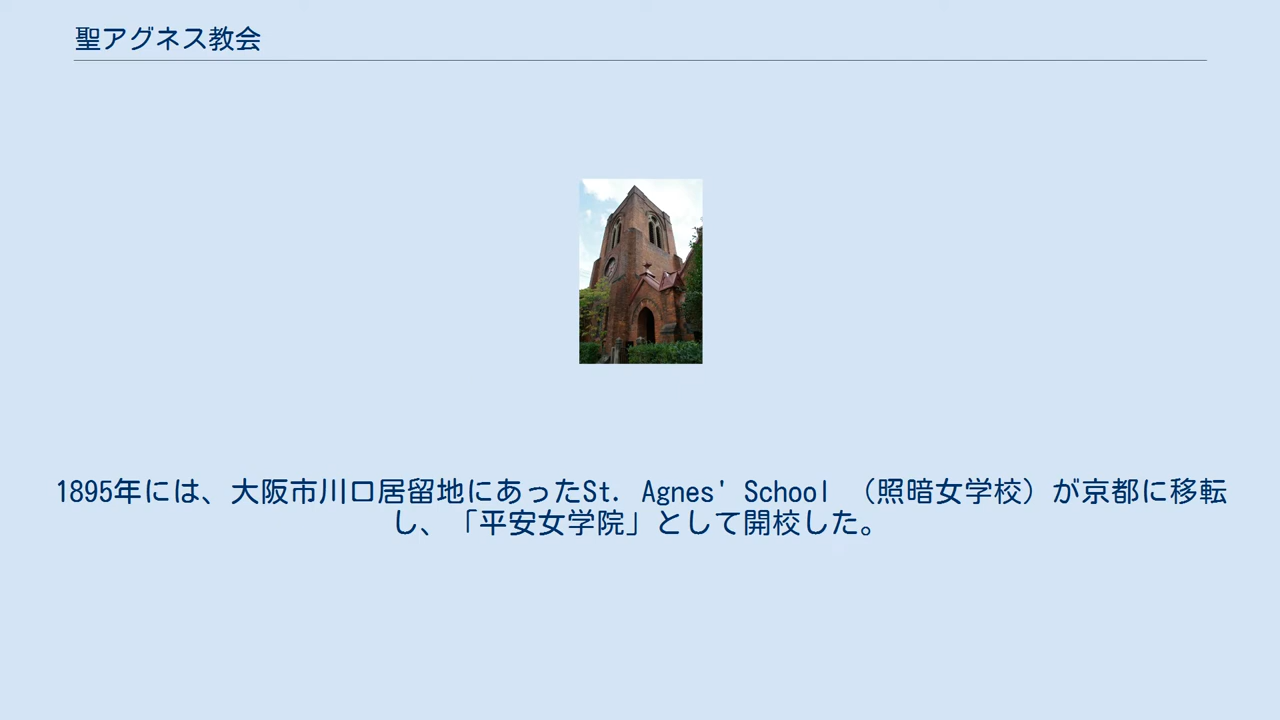 聖アグネス教会
1895年には、大阪市川口居留地にあったSt. Agnes' School （照暗女学校）が京都に移転
し、「平安女学院」として開校した。